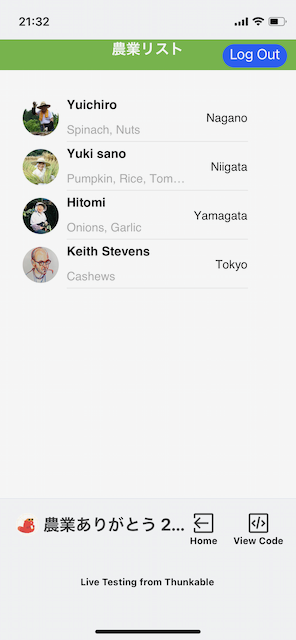 21:32
農業リスト
Log Out
Yuichiro
Nagano
Spinach, Nuts
Yuki sano
Niigata
Pumpkin, Rice, Tom...
Hitomi
Yamagata
Onions, Garlic
Keith Stevens
Tokyo
Cashews
農業ありがとう 2...
Home
View Code
Live Testing from Thunkable